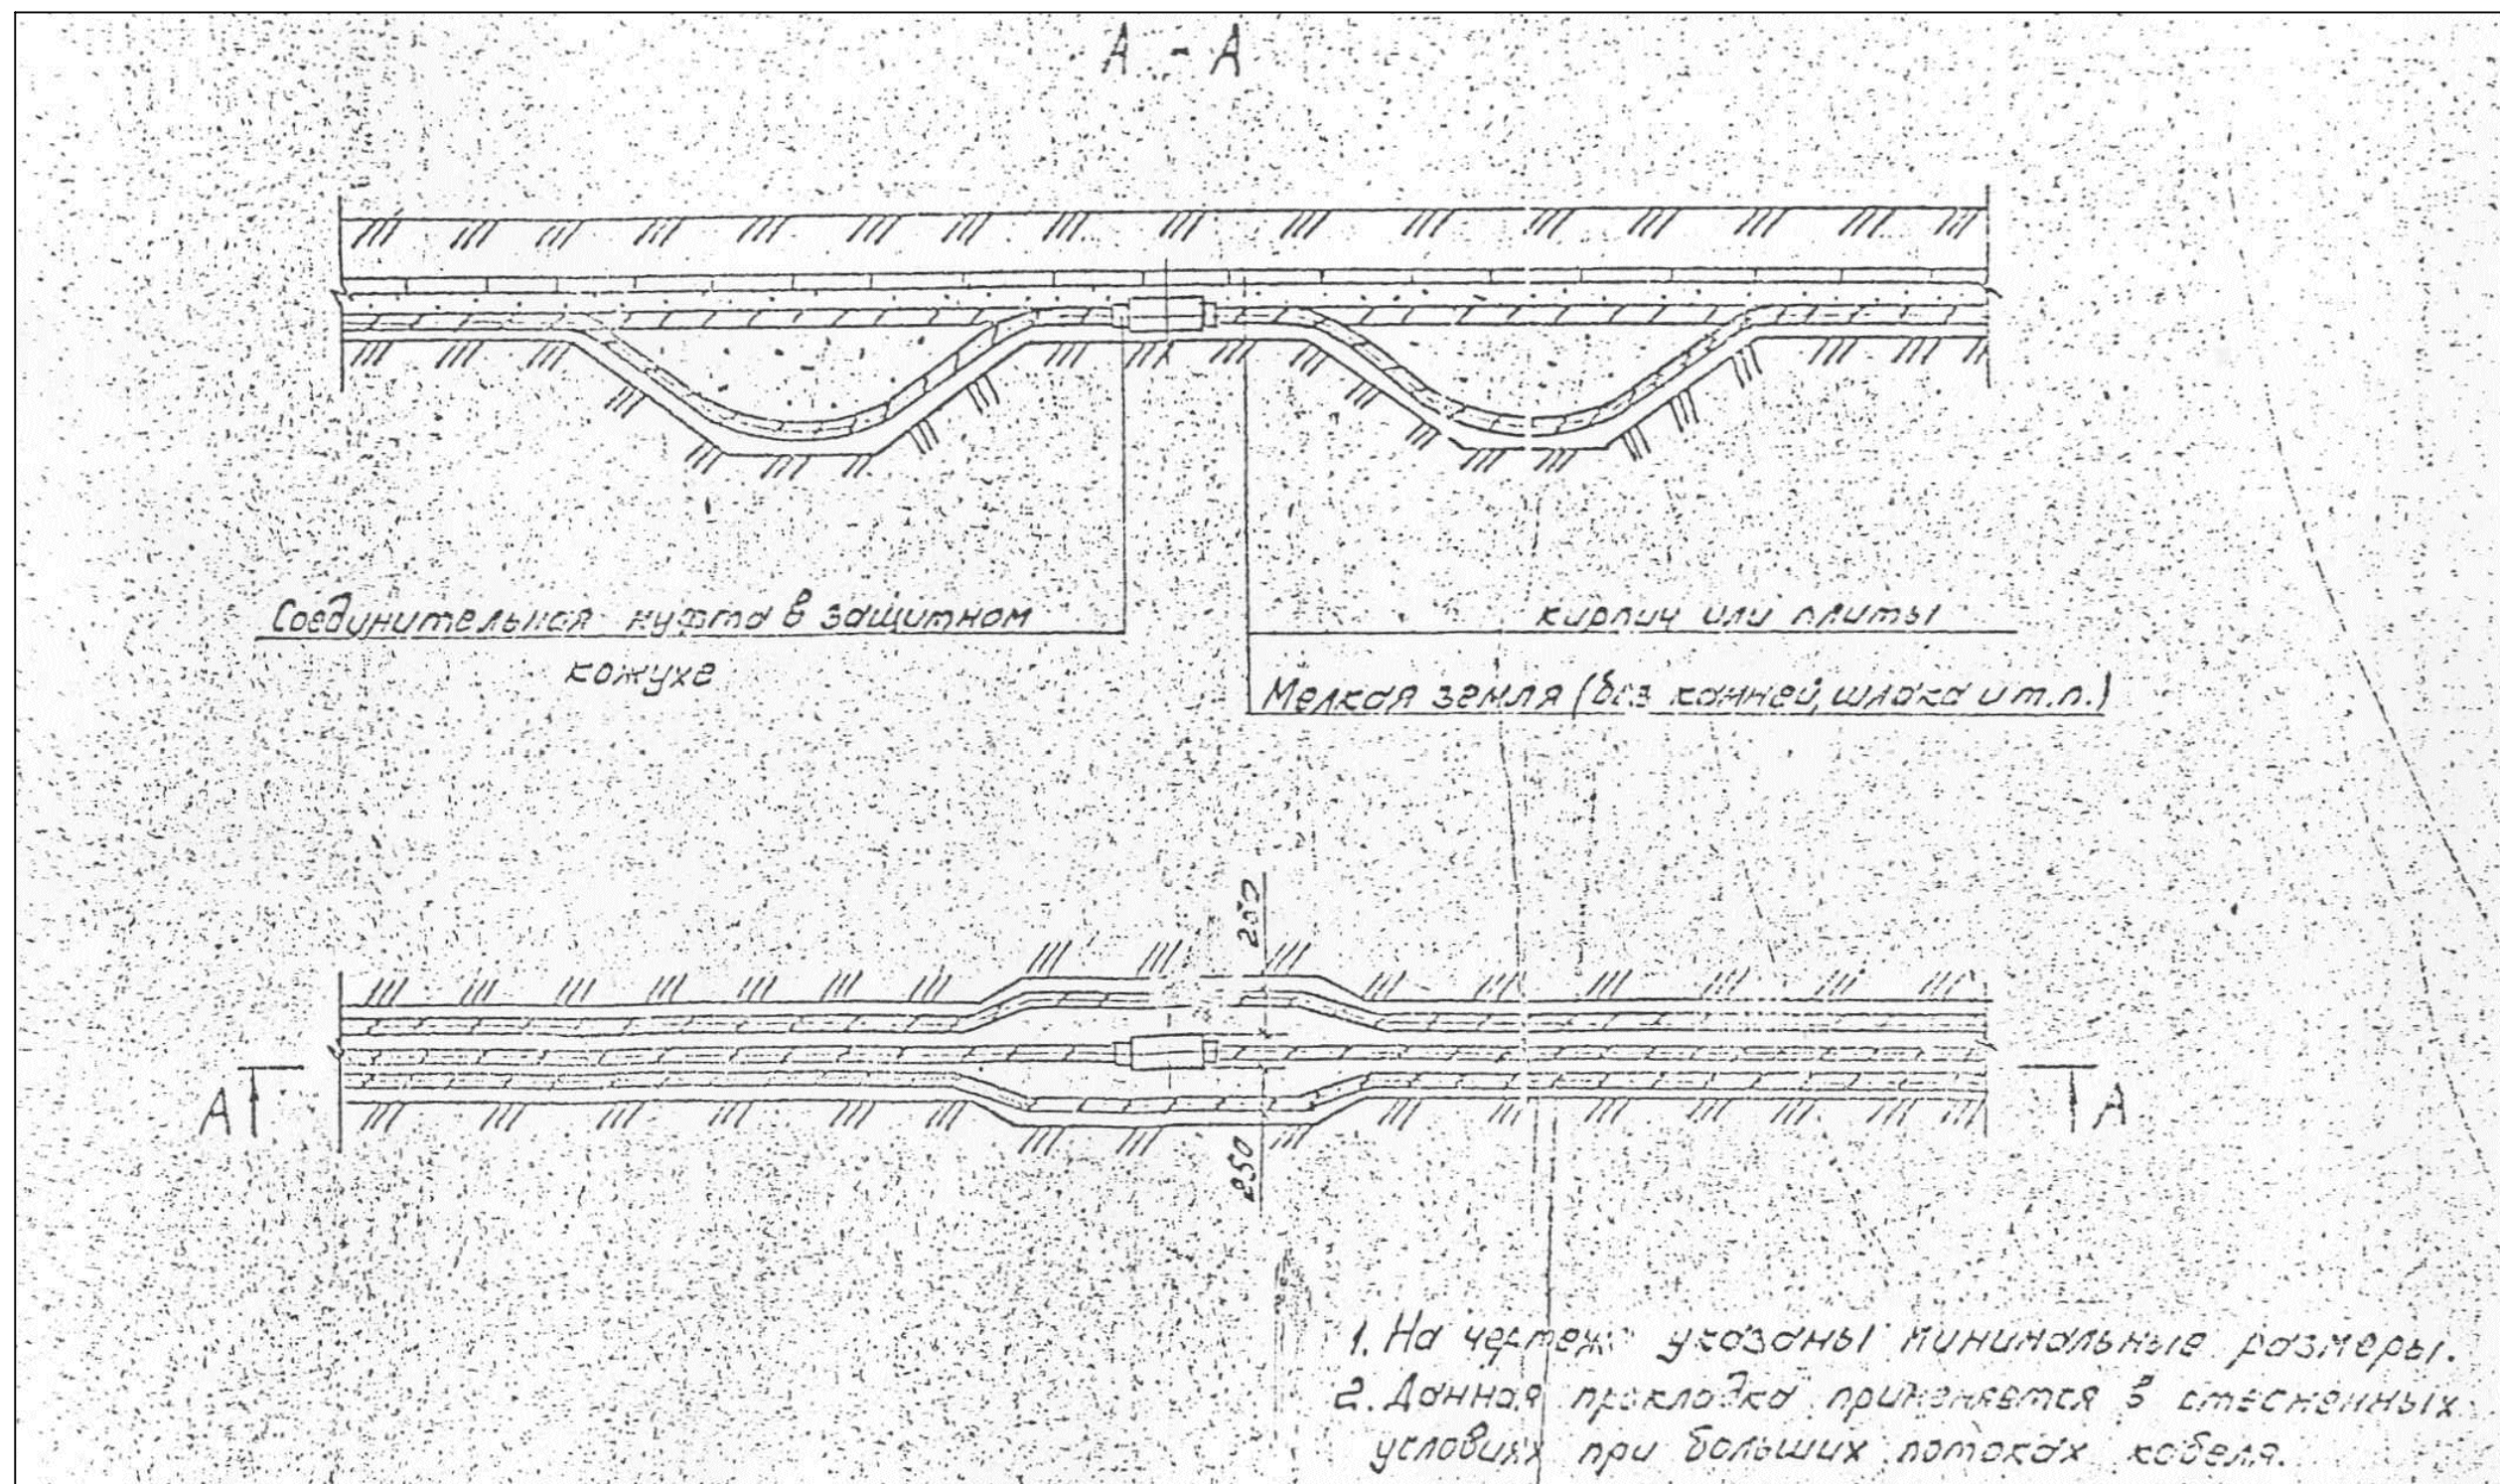 А - А
Соединительная муфта в защитном
кожухе
кирпич или плиты
Мелкая земля (без камней, шлака и т.п.)
250
А
А
250
1. На чертеже указаны минимальные размеры.
2. Данная прокладка применяется в стесненных
условиях при больших потоках кабеля.